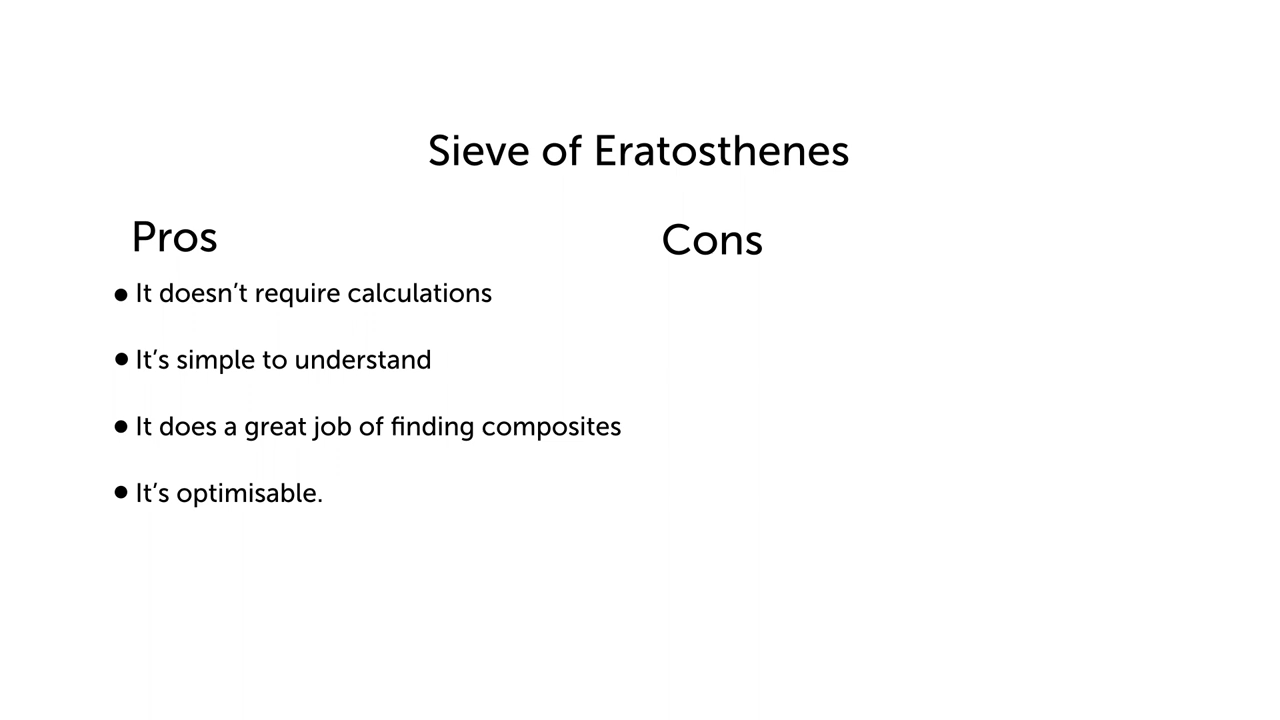 Sieve of Eratosthenes
Pros
• It doesn’t require calculations
• It’s simple to understand
• It does a great job of finding composites
• It’s optimisable.
Cons